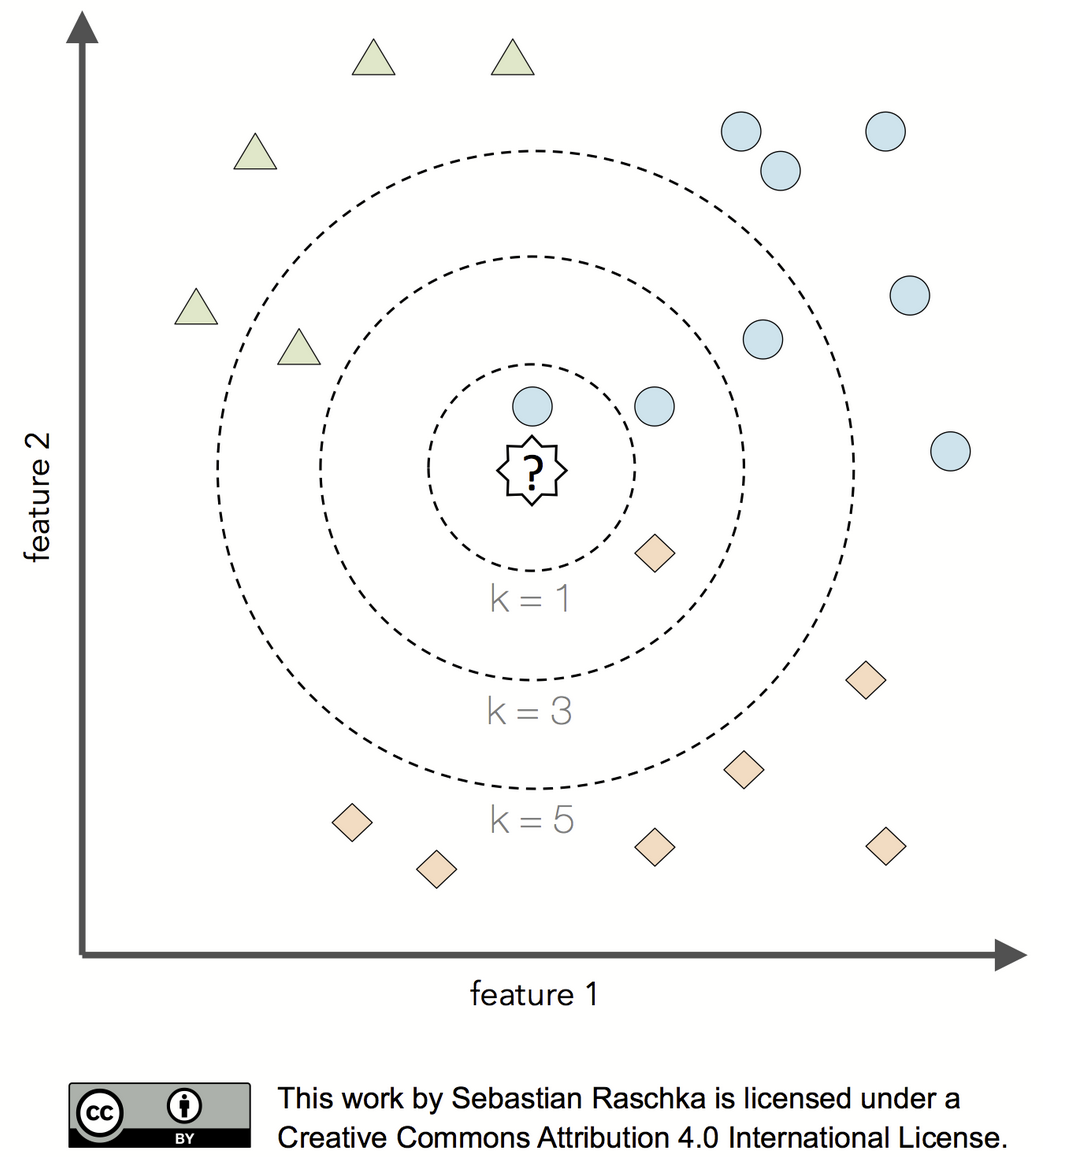 feature 2
?
k = 1
k = 3
k = 5
feature 1
cc
BY
This work by Sebastian Raschka is licensed under a
Creative Commons Attribution 4.0 International License.